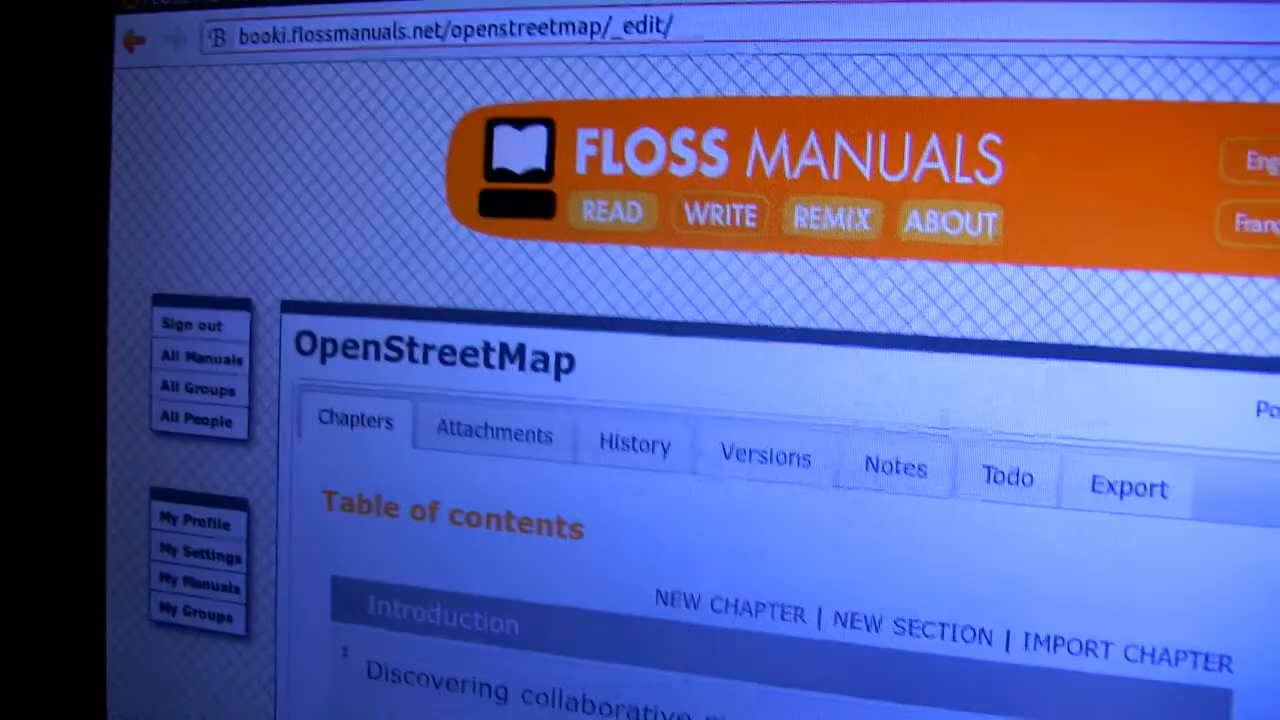 booki.flossmanuals.net/openstreetmap/_edit/
FLOSS MANUALS
READ WRITE REMIX ABOUT
Sign out
All Manuals
All Groups
All People
My Profile
My Settings
My Manuals
My Groups
OpenStreetMap
Chapters Attachments History Versions Notes Todo Export
Table of contents
NEW CHAPTER | NEW SECTION | IMPORT CHAPTER
Introduction
Discovering collaborative